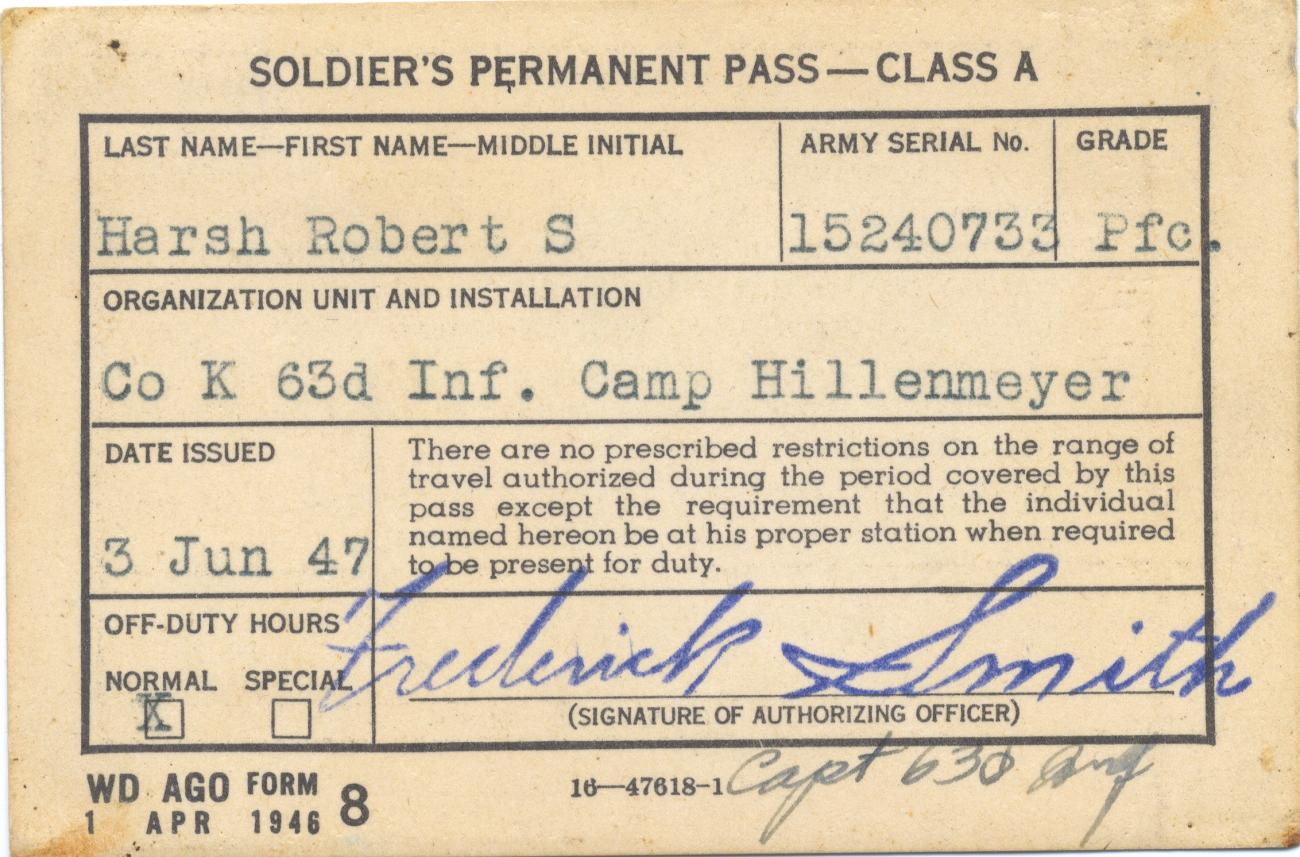 SOLDIER'S PERMANENT PASS—CLASS A
LAST NAME—FIRST NAME—MIDDLE INITIAL ARMY SERIAL No. GRADE
Harsh Robert S 15240733 Pfc.
ORGANIZATION UNIT AND INSTALLATION
Co K 63d Inf. Camp Hillenmeyer
DATE ISSUED
3 Jun 47
There are no prescribed restrictions on the range of
travel authorized during the period covered by this
pass except the requirement that the individual
named hereon be at his proper station when required
to be present for duty.
OFF-DUTY HOURS
NORMAL SPECIAL
X
Frederick Smith
(SIGNATURE OF AUTHORIZING OFFICER)
WD AGO FORM 8
1 APR 1946
16—47618-1
Capt 63d Inf